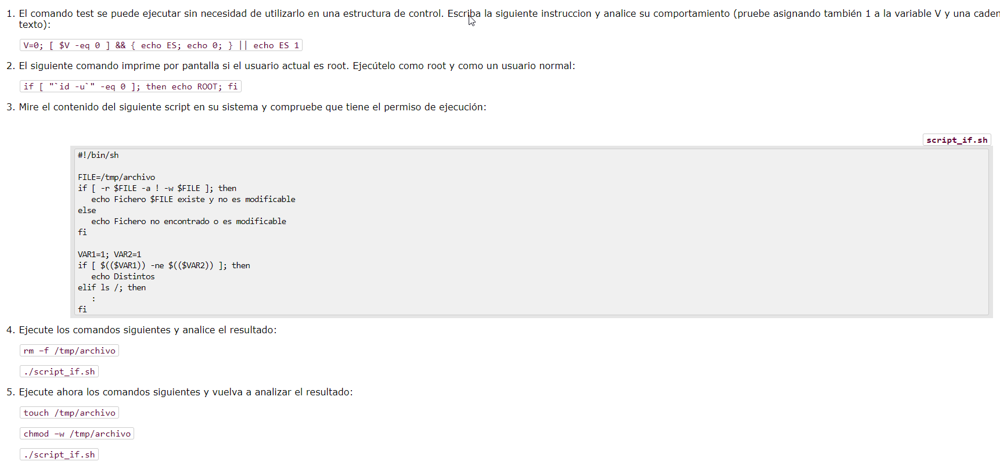 1. El comando test se puede ejecutar sin necesidad de utilizarlo en una estructura de control. Escriba la siguiente instruccion y analice su comportamiento (pruebe asignando también 1 a la variable V y una
texto):
V=0; [ $V -eq 0 ] && { echo ES; echo 0; } || echo ES 1
2. El siguiente comando imprime por pantalla si el usuario actual es root. Ejecútelo como root y como un usuario normal:
if [ "`id -u`" -eq 0 ]; then echo ROOT; fi
3. Mire el contenido del siguiente script en su sistema y compruebe que tiene el permiso de ejecución:
script_if.sh
#!/bin/sh
FILE=/tmp/archivo
if [ -r $FILE -a ! -w $FILE ]; then
echo Fichero $FILE existe y no es modificable
else
echo Fichero no encontrado o es modificable
fi
VAR1=1; VAR2=1
if [ $(($VAR1)) -ne $(($VAR2)) ]; then
echo Distintos
elif ls /; then
:
fi
4. Ejecute los comandos siguientes y analice el resultado:
rm -f /tmp/archivo
./script_if.sh
5. Ejecute ahora los comandos siguientes y vuelva a analizar el resultado:
touch /tmp/archivo
chmod -w /tmp/archivo
./script_if.sh